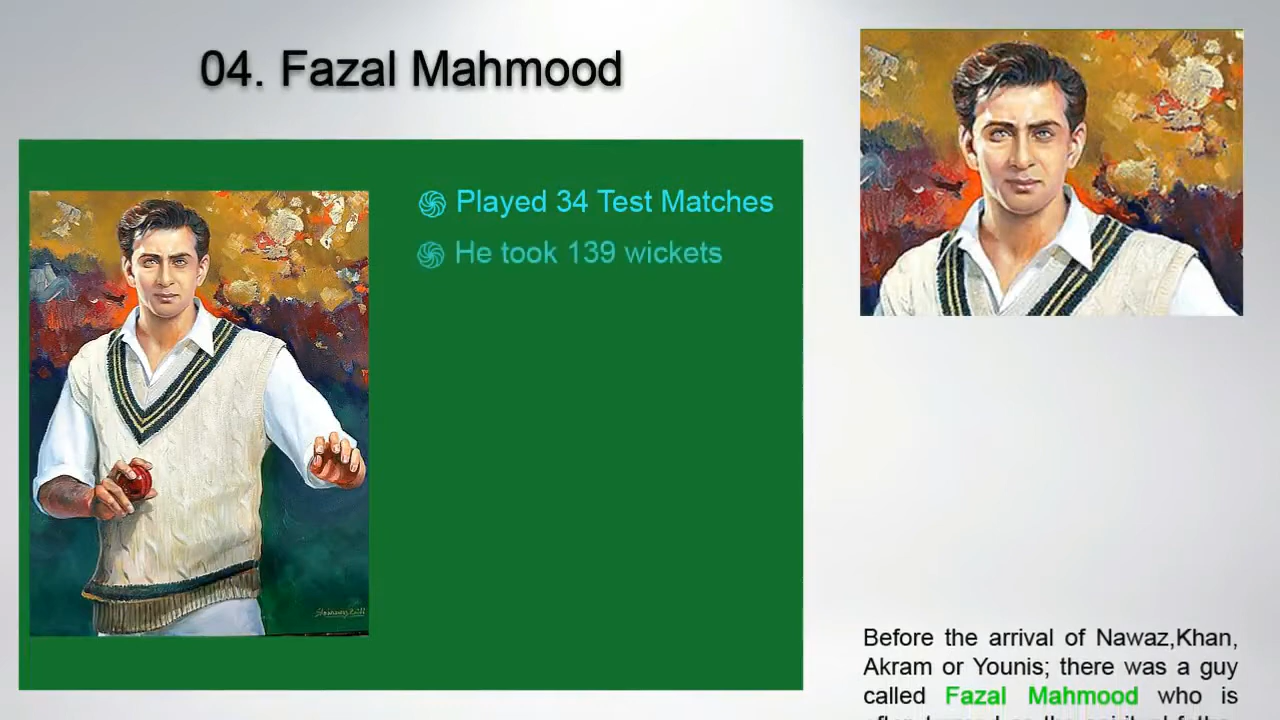 04. Fazal Mahmood
Played 34 Test Matches
He took 139 wickets
Before the arrival of Nawaz,Khan,
Akram or Younis; there was a guy
called Fazal Mahmood who is